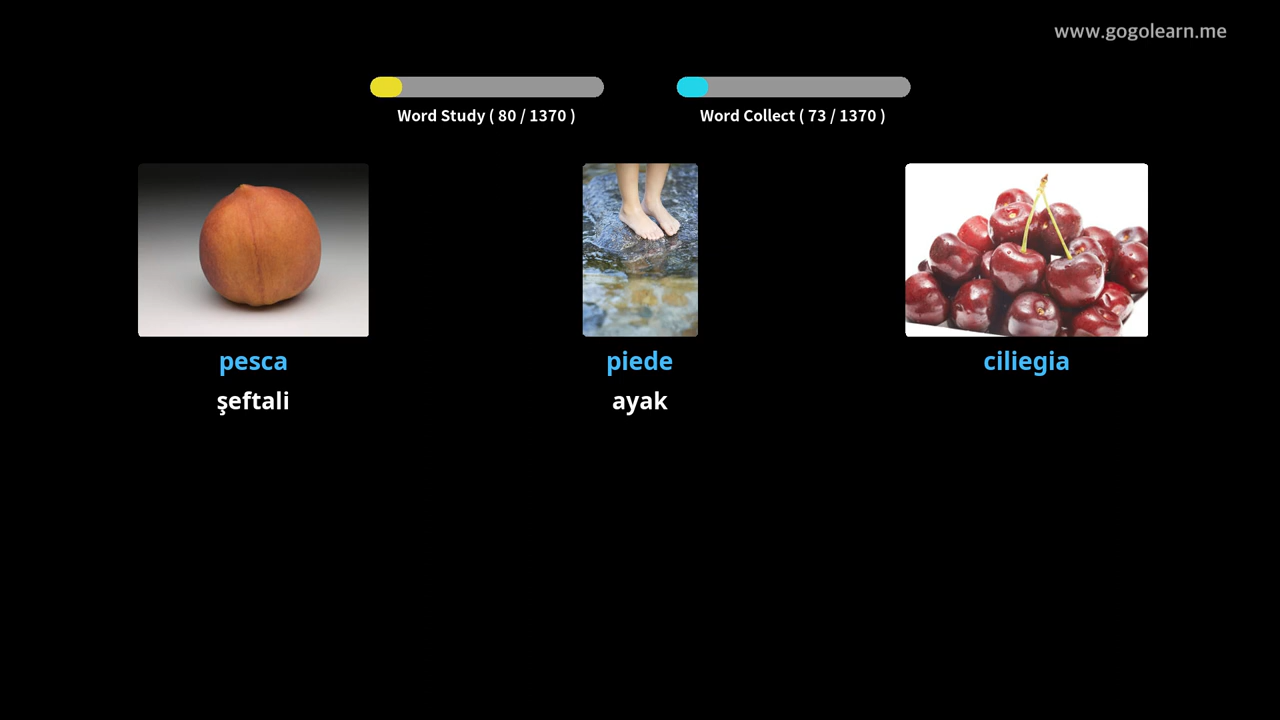 www.gogolearn.me
Word Study ( 80 / 1370 )
Word Collect ( 73 / 1370 )
pesca
piede
ciliegia
şeftali
ayak